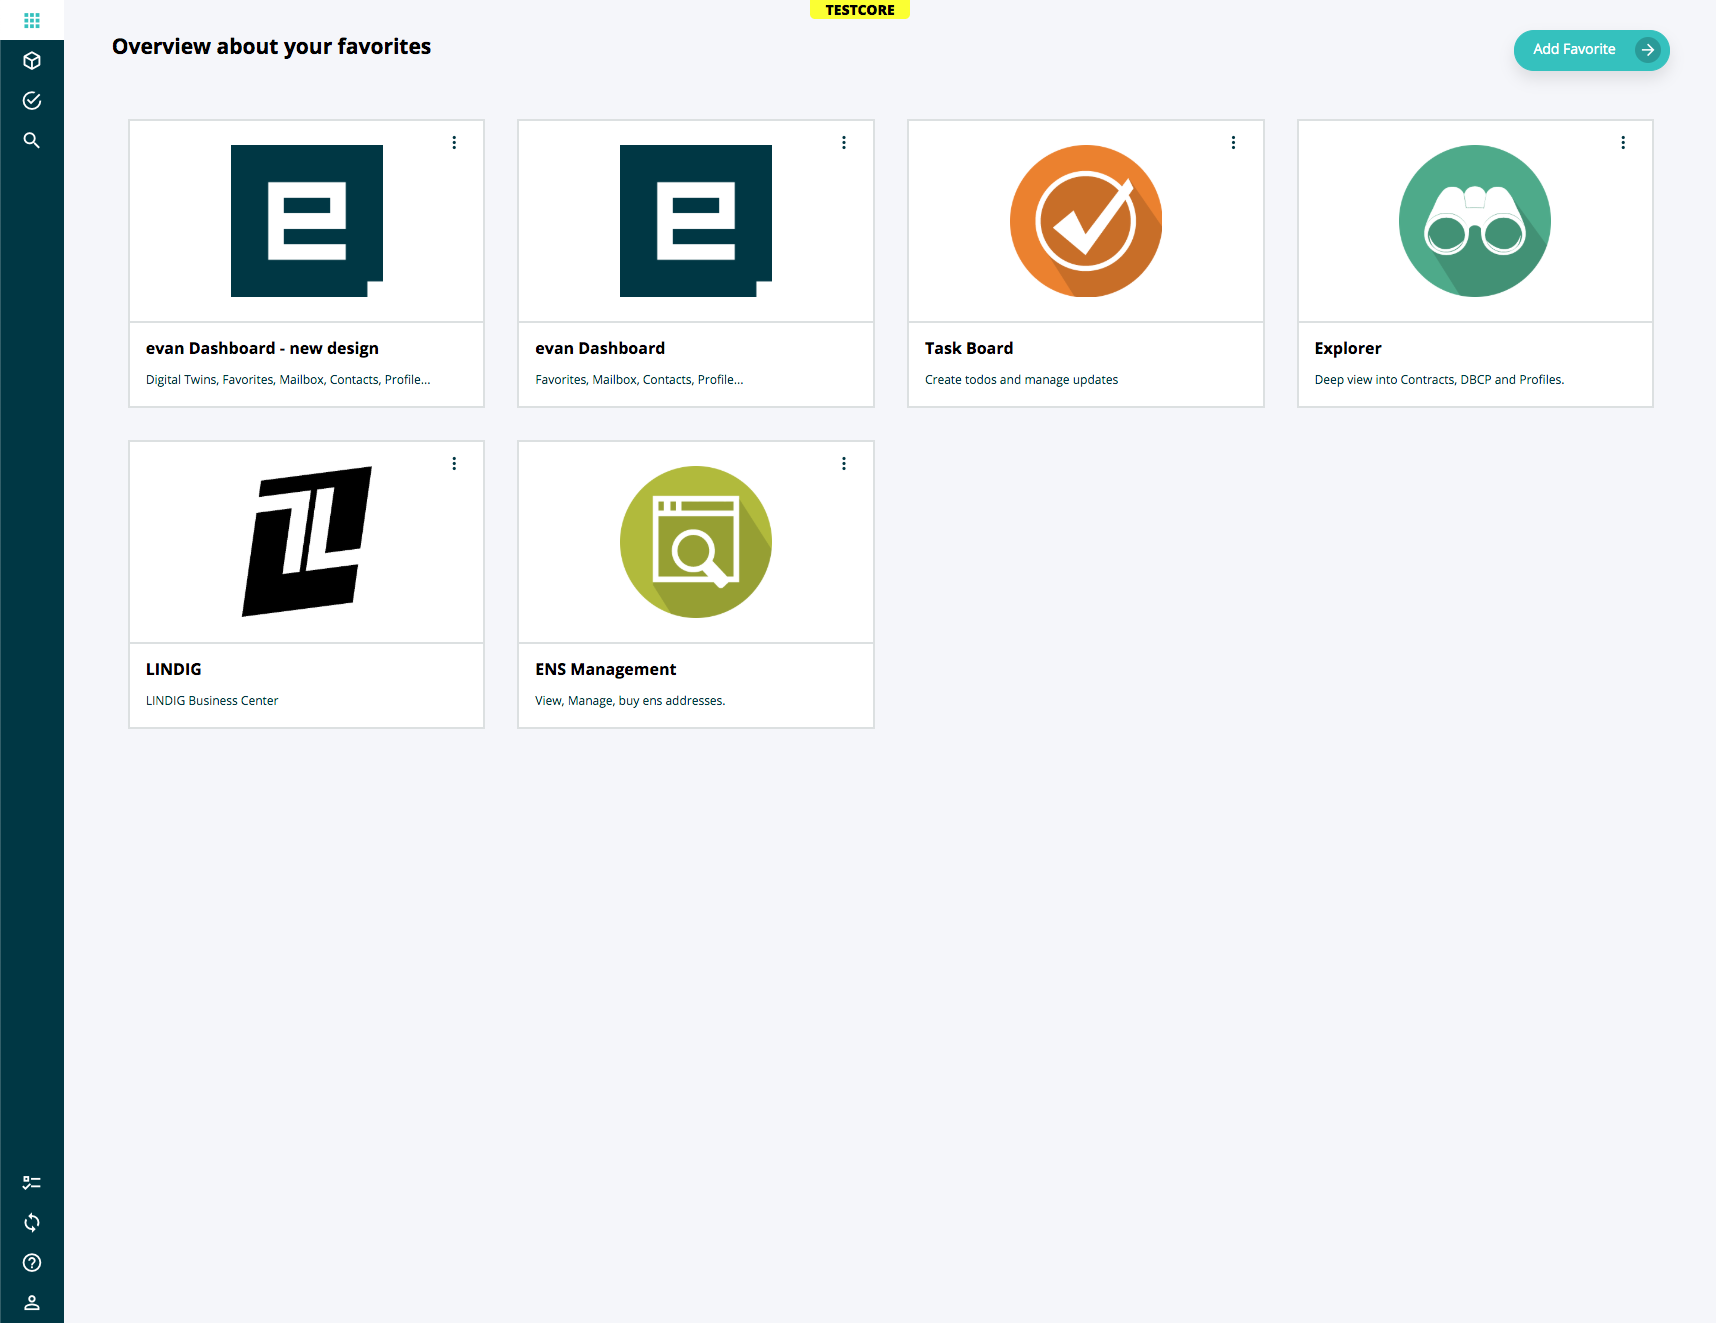 TESTCORE
Overview about your favorites
Add Favorite
evan Dashboard - new design
Digital Twins, Favorites, Mailbox, Contacts, Profile...
evan Dashboard
Favorites, Mailbox, Contacts, Profile...
Task Board
Create todos and manage updates
Explorer
Deep view into Contracts, DBCP and Profiles.
LINDIG
LINDIG Business Center
ENS Management
View, Manage, buy ens addresses.